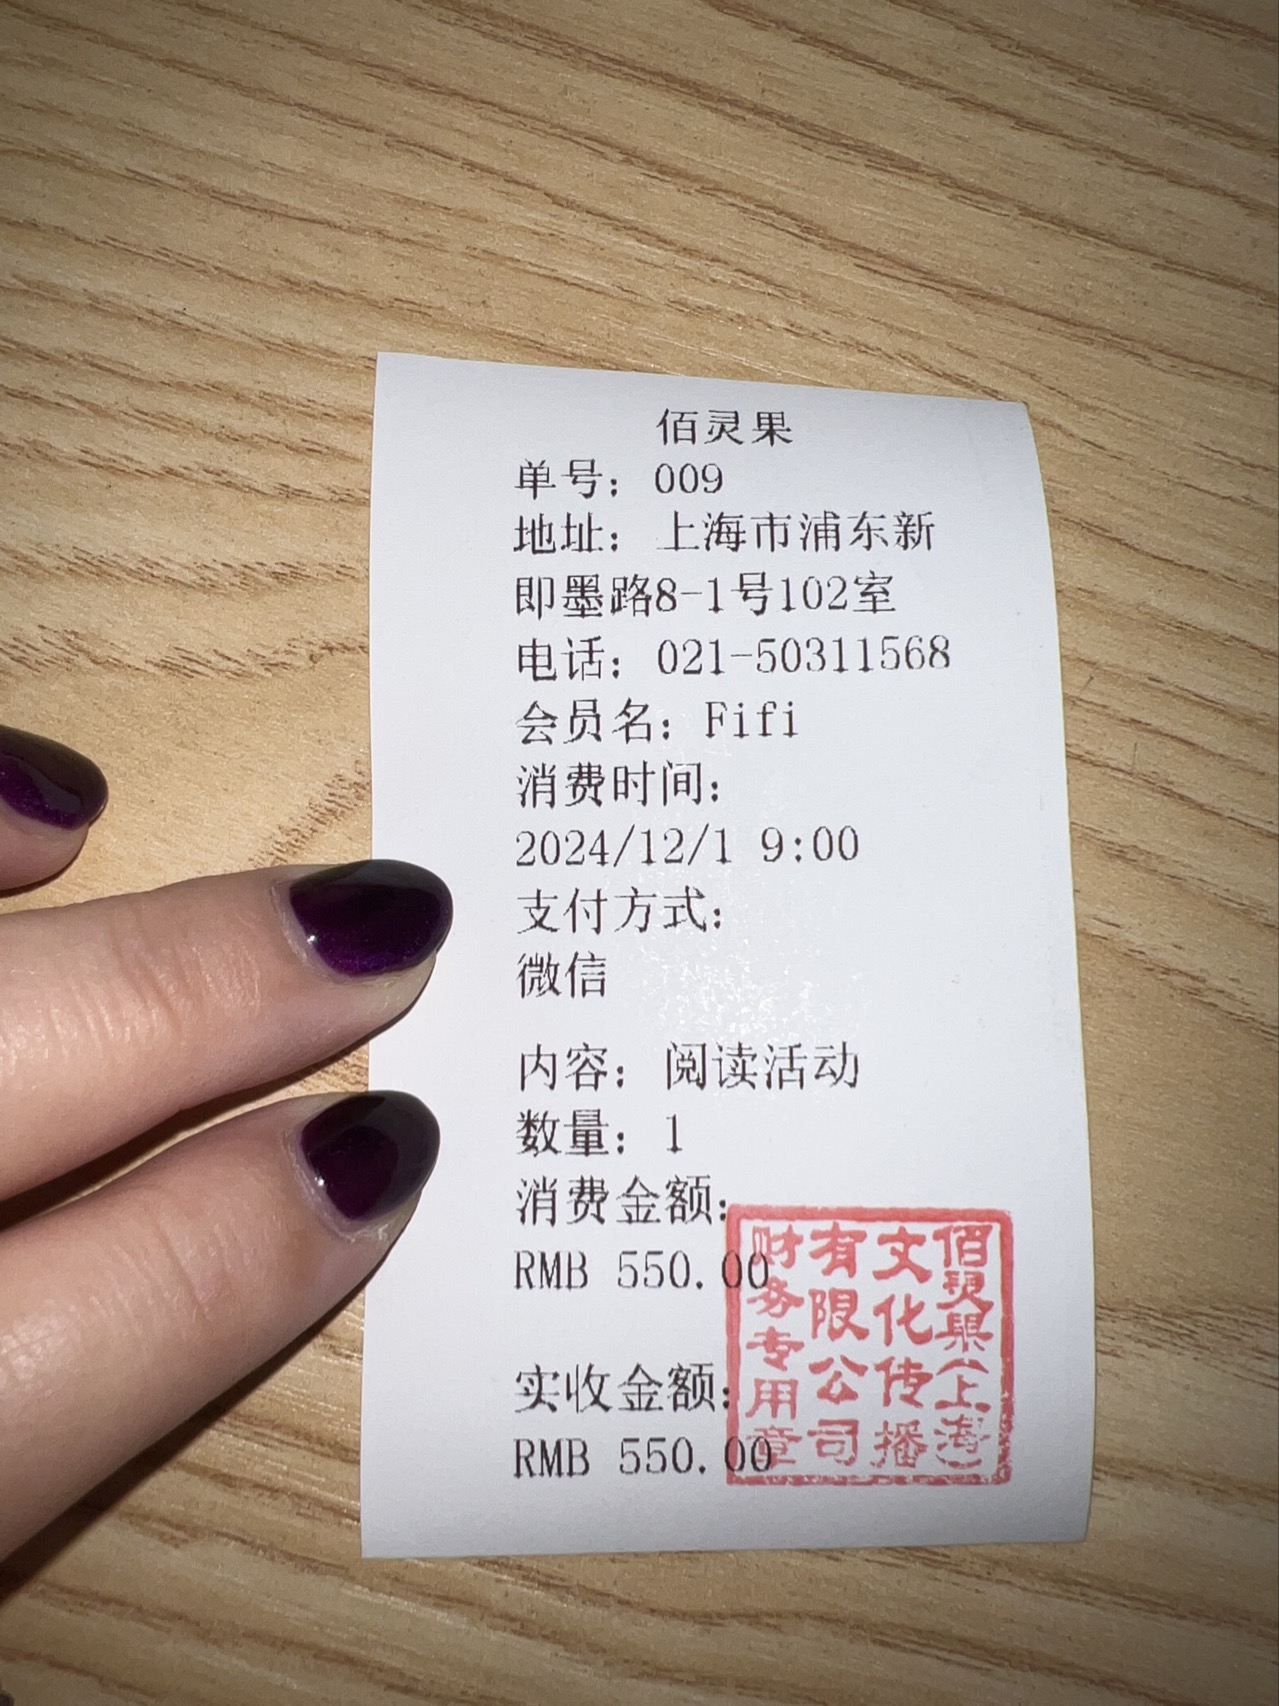 佰灵果
单号：009
地址：上海市浦东新
即墨路8-1号102室
电话：021-50311568
会员名：Fifi
消费时间：
2024/12/1 9:00
支付方式：
微信
内容：阅读活动
数量：1
消费金额：
RMB 550.00
实收金额：
RMB 550.00
佰灵果(上海)
文化传播
有限公司
财务专用章